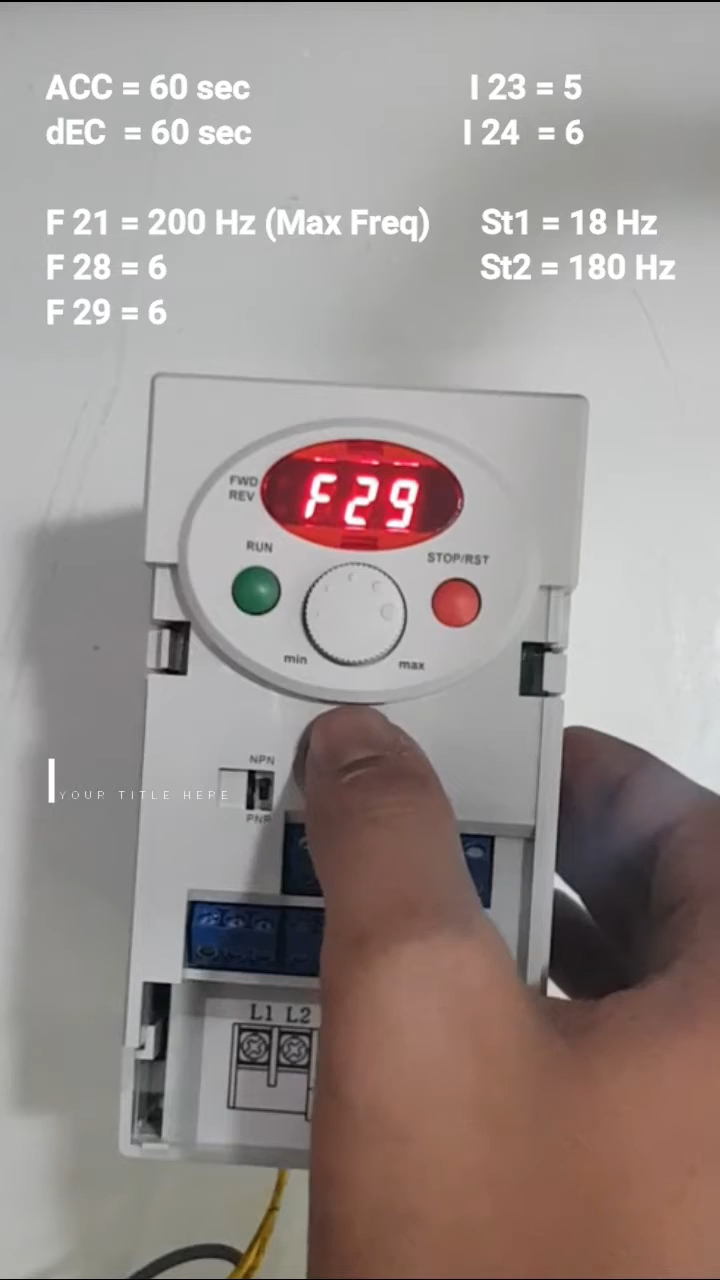 ACC = 60 sec
dEC = 60 sec
I 23 = 5
I 24 = 6
F 21 = 200 Hz (Max Freq)
F 28 = 6
F 29 = 6
St1 = 18 Hz
St2 = 180 Hz
FWD
REV
F29
RUN
STOP/RST
min
max
NPN
YOUR TITLE HERE
PNP
L1 L2